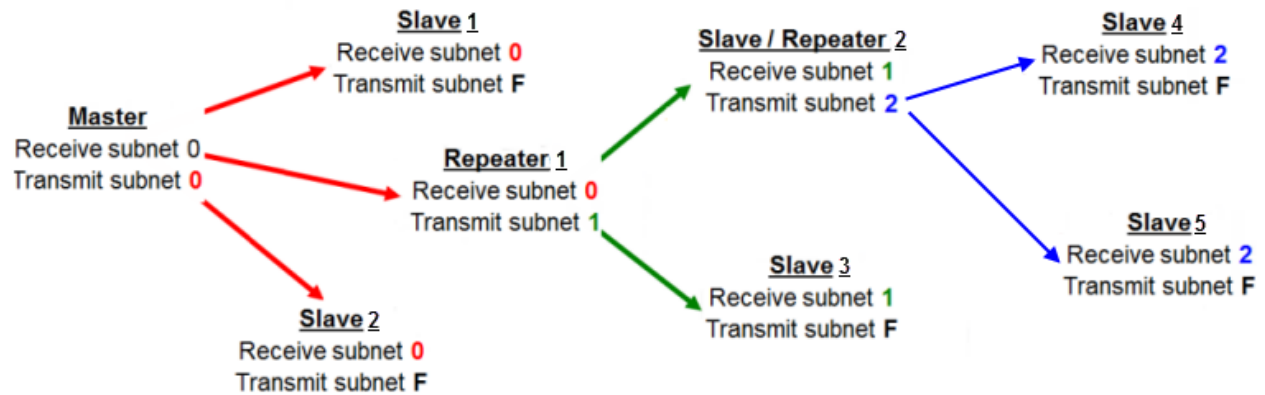 Master
Receive subnet 0
Transmit subnet 0
Slave 1
Receive subnet 0
Transmit subnet F
Slave 2
Receive subnet 0
Transmit subnet F
Repeater 1
Receive subnet 0
Transmit subnet 1
Slave / Repeater 2
Receive subnet 1
Transmit subnet 2
Slave 3
Receive subnet 1
Transmit subnet F
Slave 4
Receive subnet 2
Transmit subnet F
Slave 5
Receive subnet 2
Transmit subnet F